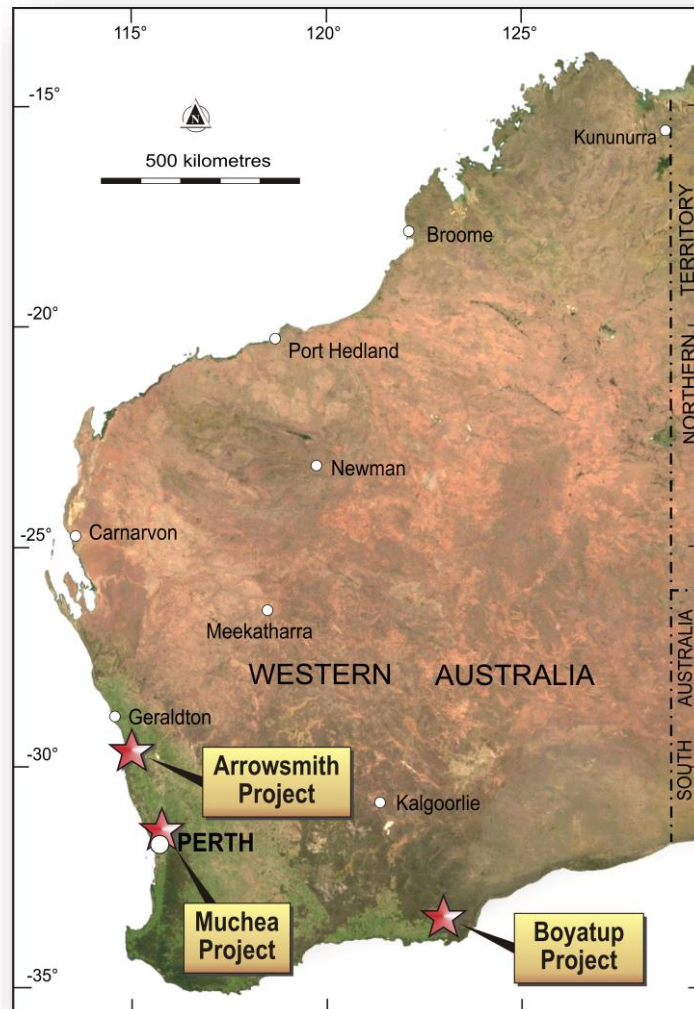 115°
120°
125°
-15°
N
500 kilometres
Kununurra
Broome
NORTHERN TERRITORY
-20°
Port Hedland
Newman
-25°
Carnarvon
Meekatharra
WESTERN AUSTRALIA
SOUTH AUSTRALIA
Geraldton
-30°
Arrowsmith
Project
Kalgoorlie
PERTH
Muchea
Project
Boyatup
Project
-35°